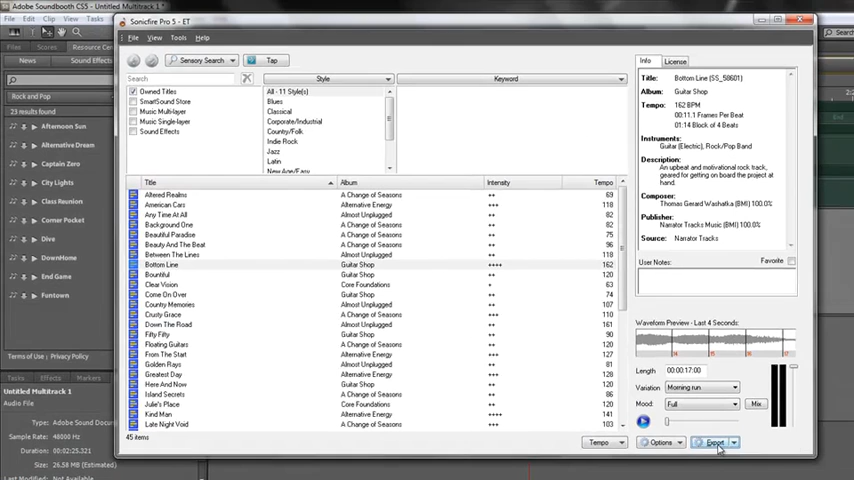 Adobe Soundbooth CS5 - Untitled Multitrack 1
File Edit Clip View
Files Scores Resource Cen
News Sound Effects
Rock and Pop
23 results found
Afternoon Sun
Alternative Dream
Captain Zero
City Lights
Class Reunion
Corner Pocket
Dive
DownHome
End Game
Funtown
Terms of Use | Privacy Policy
Tasks Effects Markers
Untitled Multitrack 1
Audio File
Format: Adobe Sound Docu
Sample Rate: 48000 Hz
Duration: 00:02:25.321
Size: 26.58 MB (Estimated)
Sonicfire Pro 5 - ET
File View Tools Help
Sensory Search Tap
Search Style Keyword
Owned Titles
SmartSound Store
Music Multi-layer
Music Single-layer
Sound Effects
All - 11 Style(s)
Blues
Classical
Corporate/Industrial
Country/Folk
Indie Rock
Jazz
Latin
New Age/Easy
Title Album Intensity Tempo
Altered Realms A Change of Seasons ++ 69
American Cars Alternative Energy +++ 118
Any Time At All Almost Unplugged ++ 82
Background One A Change of Seasons ++ 96
Beautiful Paradise A Change of Seasons ++ 75
Beauty And The Beat A Change of Seasons ++ 96
Between The Lines Almost Unplugged ++ 118
Bottom Line Guitar Shop ++++ 162
Bountiful Guitar Shop ++ 80
Clear Vision Core Foundations + 63
Come On Over Guitar Shop ++ 74
Country Memories Almost Unplugged ++ 107
Crusty Grace A Change of Seasons +++ 110
Down The Road Almost Unplugged ++ 82
Fifty Fifty Guitar Shop ++ 90
Floating Guitars A Change of Seasons ++ 120
From The Start Alternative Energy +++ 127
Golden Rays Almost Unplugged ++ 81
Greatest Day Alternative Energy +++ 128
Here And Now Guitar Shop ++ 120
Island Secrets A Change of Seasons ++ 86
Julie's Place Core Foundations ++ 120
Kind Man Alternative Energy ++++ 141
Late Night Void A Change of Seasons ++ 120
45 items
Tempo Options Export
Info License
Title: Bottom Line (SS_58601)
Album: Guitar Shop
Tempo: 162 BPM
00:11.1 Frames Per Beat
01:14 Block of 4 Beats
Instruments:
Guitar (Electric), Rock/Pop Band
Description:
An upbeat and motivational rock track,
geared for getting on board the project at
hand.
Composer:
Thomas Gerard Washatka (BMI) 100.0%
Publisher:
Narrator Tracks Music (BMI) 100.0%
Source: Narrator Tracks
User Notes: Favorite
Waveform Preview - Last 4 Seconds:
14 15 16 17
Length 00:00:17:00
Variation Morning run
Mood: Full Mix